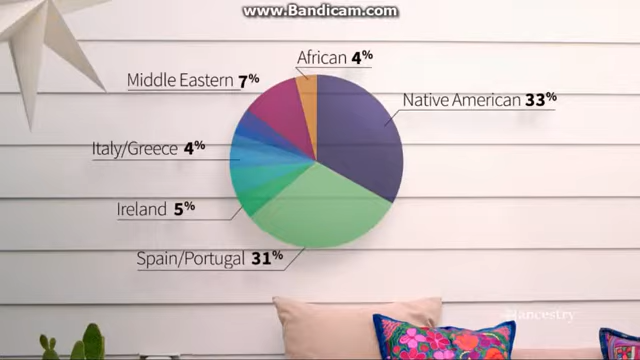 www.Bandicam.com
African 4%
Middle Eastern 7%
Native American 33%
Italy/Greece 4%
Ireland 5%
Spain/Portugal 31%
ancestry